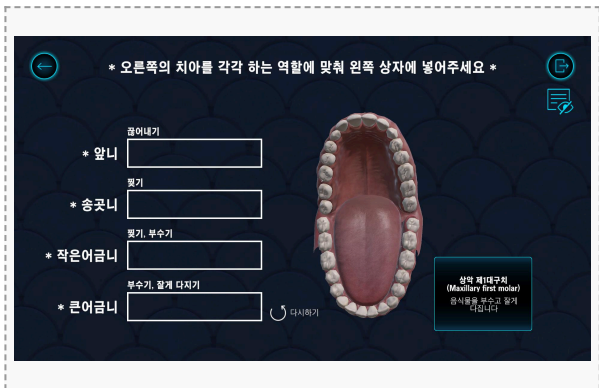 * 오른쪽의 치아를 각각 하는 역할에 맞춰 왼쪽 상자에 넣어주세요 *
끊어내기
* 앞니
찢기
* 송곳니
찢기, 부수기
* 작은어금니
부수기, 잘게 다지기
* 큰어금니
다시하기
상악 제1대구치
(Maxillary first molar)
음식물을 부수고 잘게
다집니다